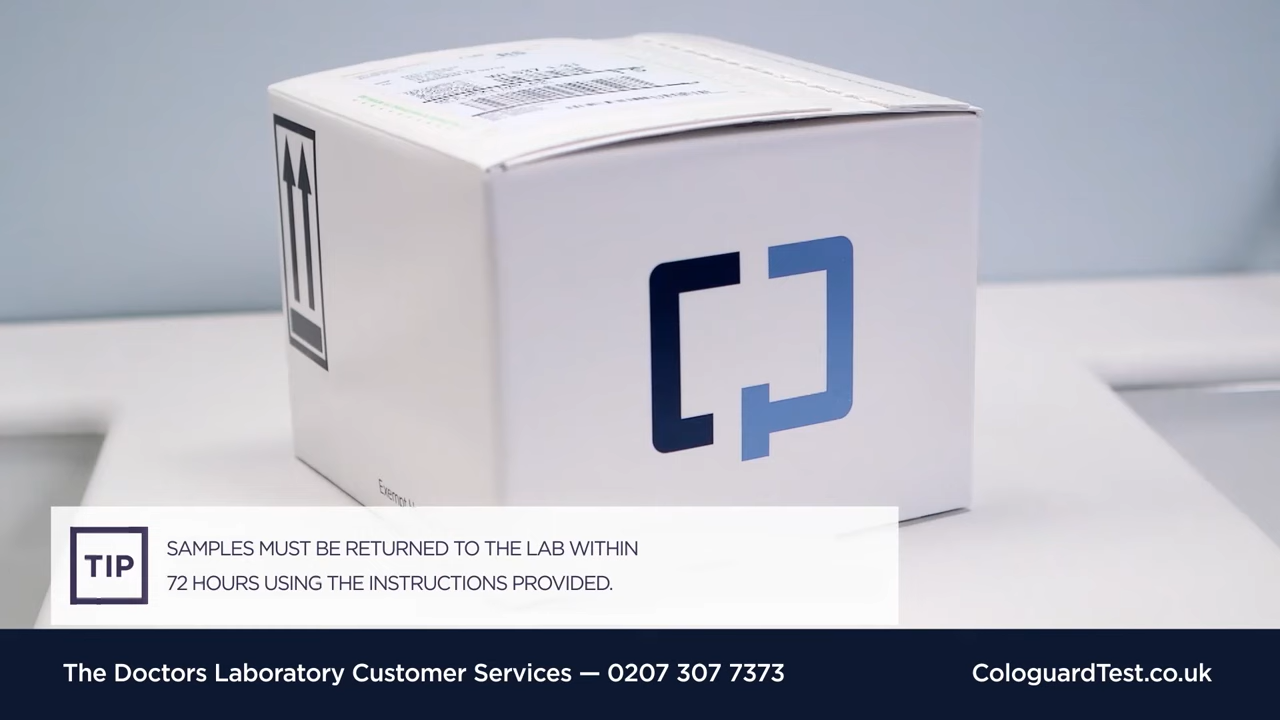 Exempt
TIP
SAMPLES MUST BE RETURNED TO THE LAB WITHIN
72 HOURS USING THE INSTRUCTIONS PROVIDED.
The Doctors Laboratory Customer Services — 0207 307 7373
CologuardTest.co.uk